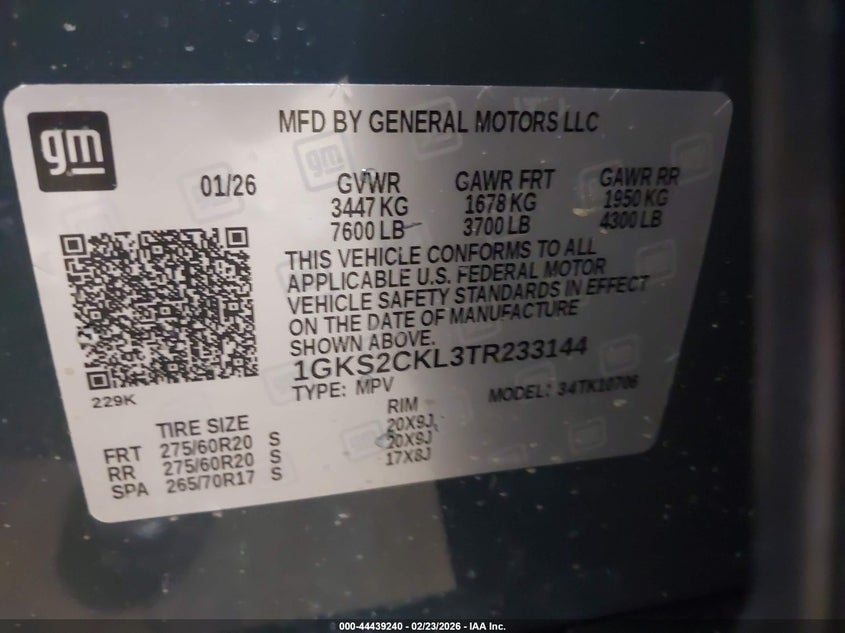 gm
MFD BY GENERAL MOTORS LLC
01/26
GVWR GAWR FRT GAWR RR
3447 KG 1678 KG 1950 KG
7600 LB 3700 LB 4300 LB
THIS VEHICLE CONFORMS TO ALL
APPLICABLE U.S. FEDERAL MOTOR
VEHICLE SAFETY STANDARDS IN EFFECT
ON THE DATE OF MANUFACTURE
SHOWN ABOVE.
1GKS2CKL3TR233144
TYPE: MPV MODEL: 34TK10706
229K
TIRE SIZE RIM
FRT 275/60R20 S 20X9J
RR 275/60R20 S 20X9J
SPA 265/70R17 S 17X8J
000-44439240 - 02/23/2026 - IAA Inc.